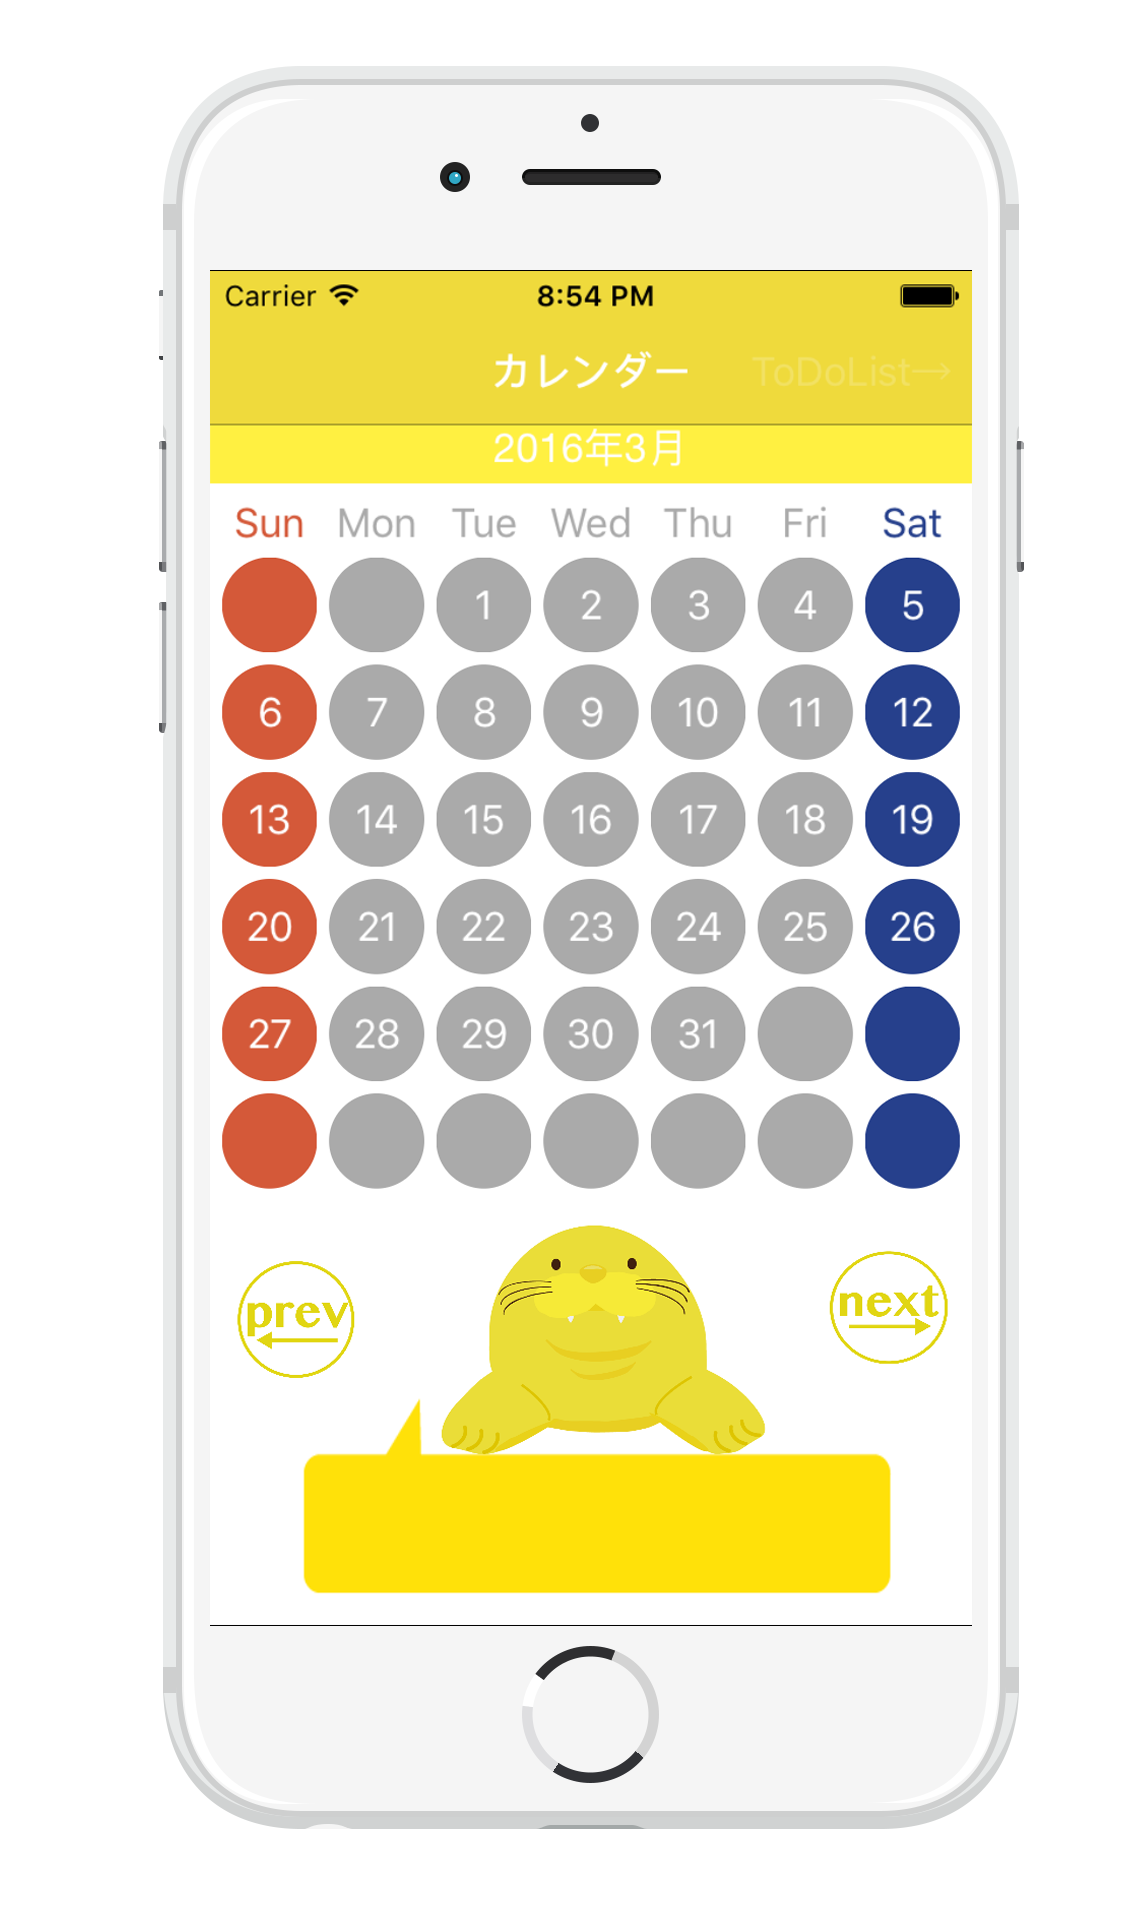 Carrier 8:54 PM
カレンダー ToDoList→
2016年3月
Sun Mon Tue Wed Thu Fri Sat
1 2 3 4 5
6 7 8 9 10 11 12
13 14 15 16 17 18 19
20 21 22 23 24 25 26
27 28 29 30 31
prev next